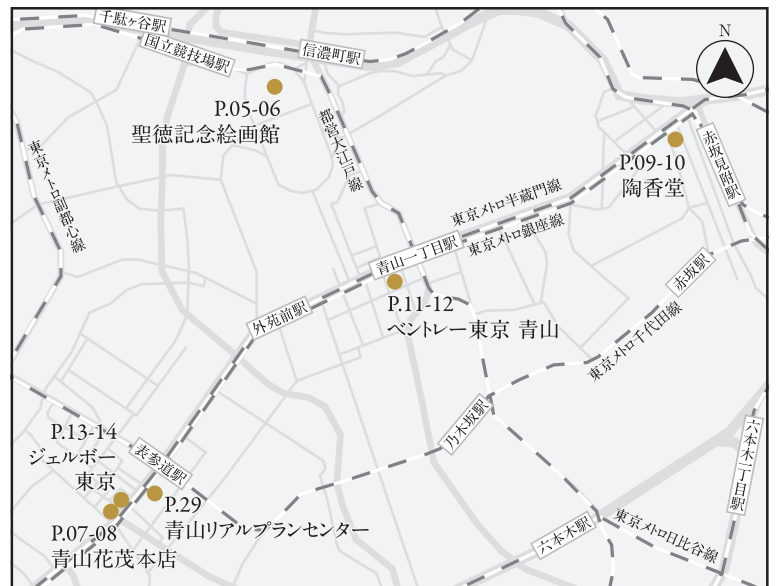 千駄ヶ谷駅
国立競技場駅
信濃町駅
N
P.05-06
聖徳記念絵画館
都営大江戸線
東京メトロ副都心線
赤坂見附駅
P.09-10
陶香堂
東京メトロ半蔵門線
東京メトロ銀座線
青山一丁目駅
P.11-12
ベントレー東京 青山
外苑前駅
赤坂駅
東京メトロ千代田線
乃木坂駅
六本木一丁目駅
P.13-14
ジェルボー
東京
表参道駅
P.29
青山リアルプランセンター
P.07-08
青山花茂本店
六本木駅
東京メトロ日比谷線